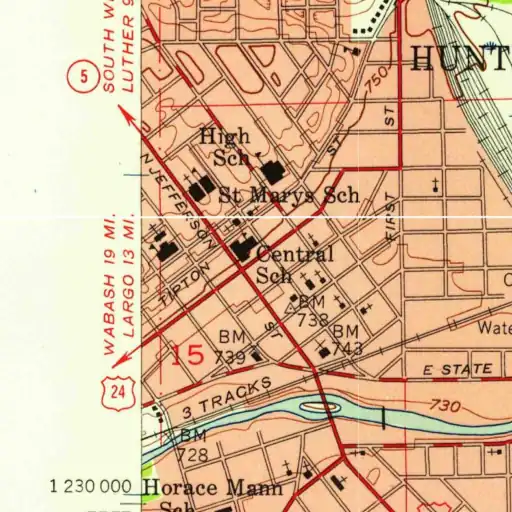 SOUTH W
LUTHER 9
5
HUNT
750
High
Sch
ST
ST
St Marys Sch
N JEFFERSON
FIRST
WABASH 19 MI.
LARGO 13 MI.
Central
Sch
TIPTON
BM
738
ST
BM
739
BM
743
Wate
15
24
E STATE
3 TRACKS
730
BM
728
1 230 000
Horace Mann
Sch